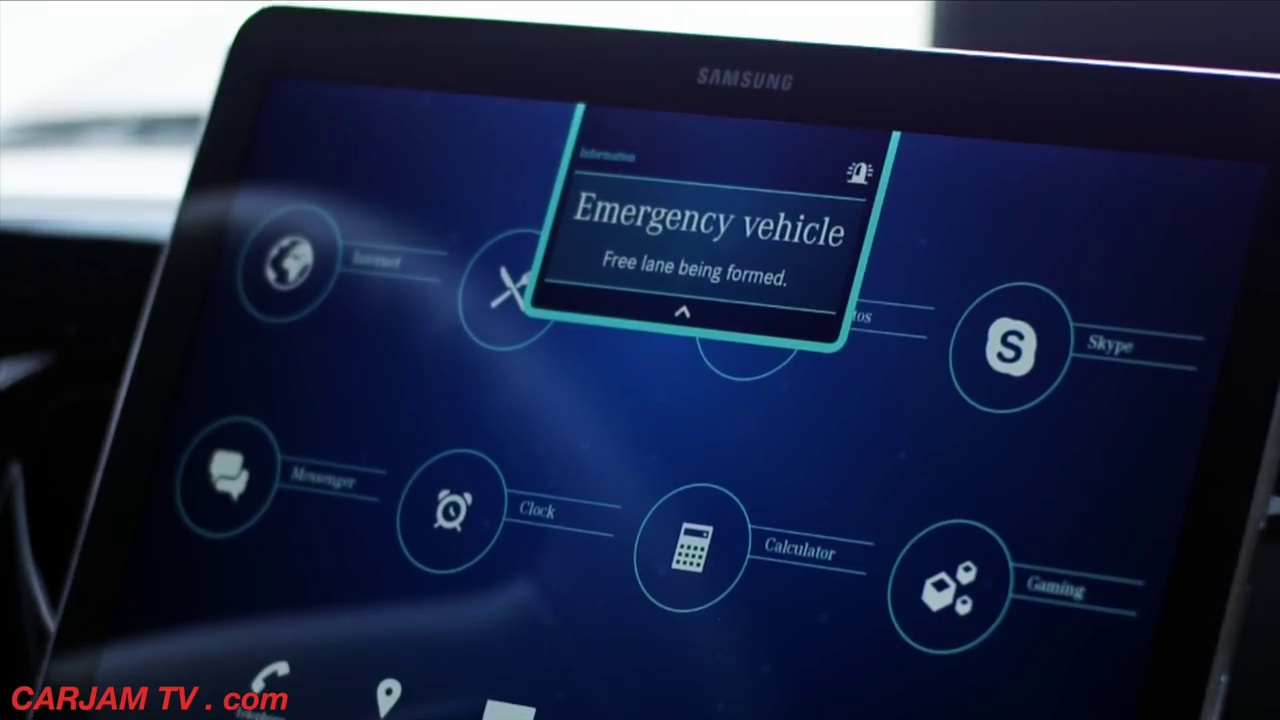 SAMSUNG
Information
Emergency vehicle
Free lane being formed.
Internet
tos
S
Skype
Messenger
Clock
Calculator
Gaming
CARJAM TV . com